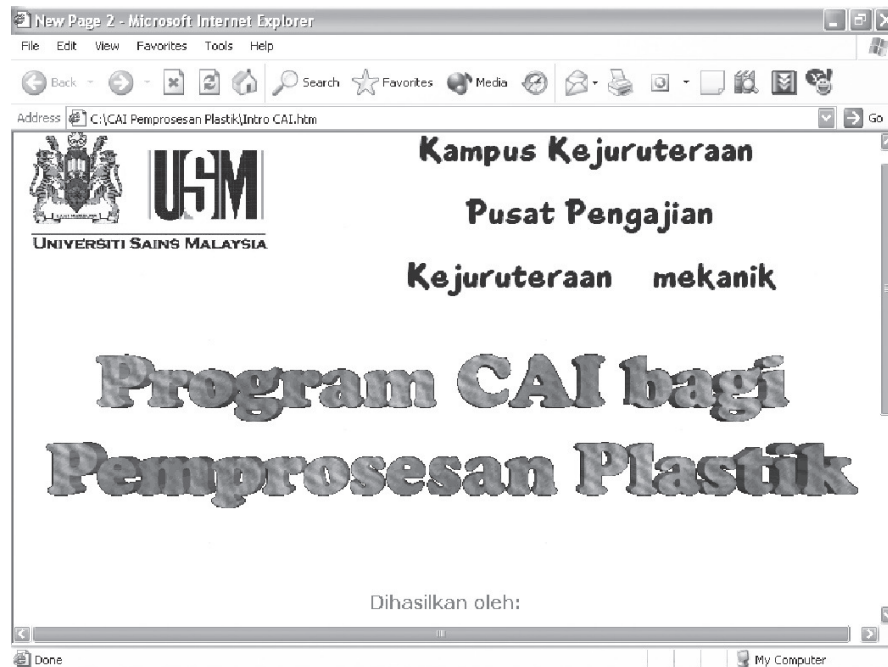 New Page 2 - Microsoft Internet Explorer
File Edit View Favorites Tools Help
Back Search Favorites Media
Address C:\CAI Pemprosesan Plastik\Intro CAI.htm Go
USM
UNIVERSITI SAINS MALAYSIA
Kampus Kejuruteraan
Pusat Pengajian
Kejuruteraan mekanik
Program CAI bagi
Pemprosesan Plastik
Dihasilkan oleh:
Done My Computer